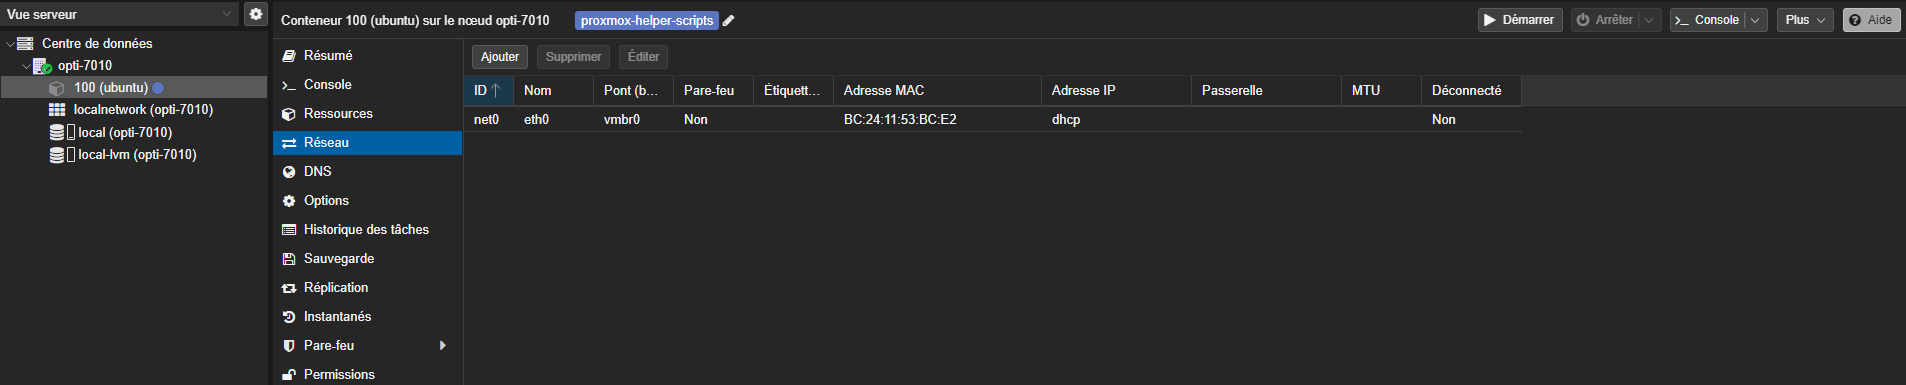 Vue serveur
Centre de données
opti-7010
100 (ubuntu)
localnetwork (opti-7010)
local (opti-7010)
local-lvm (opti-7010)
Conteneur 100 (ubuntu) sur le nœud opti-7010 proxmox-helper-scripts Démarrer Arrêter Console Plus Aide
Résumé
Console
Ressources
Réseau
DNS
Options
Historique des tâches
Sauvegarde
Réplication
Instantanés
Pare-feu
Permissions
Ajouter Supprimer Éditer
ID Nom Pont (b... Pare-feu Étiquett... Adresse MAC Adresse IP Passerelle MTU Déconnecté
net0 eth0 vmbr0 Non BC:24:11:53:BC:E2 dhcp Non